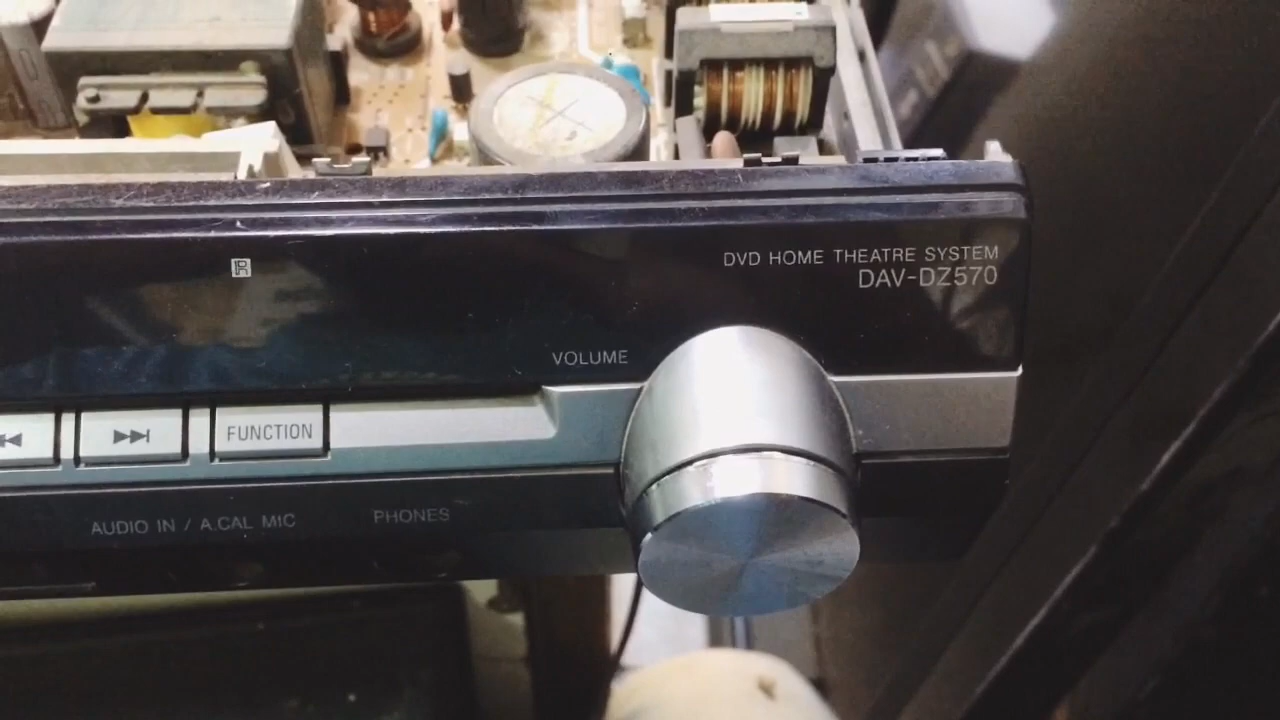 DVD HOME THEATRE SYSTEM
DAV-DZ570
VOLUME
FUNCTION
AUDIO IN / A.CAL MIC
PHONES